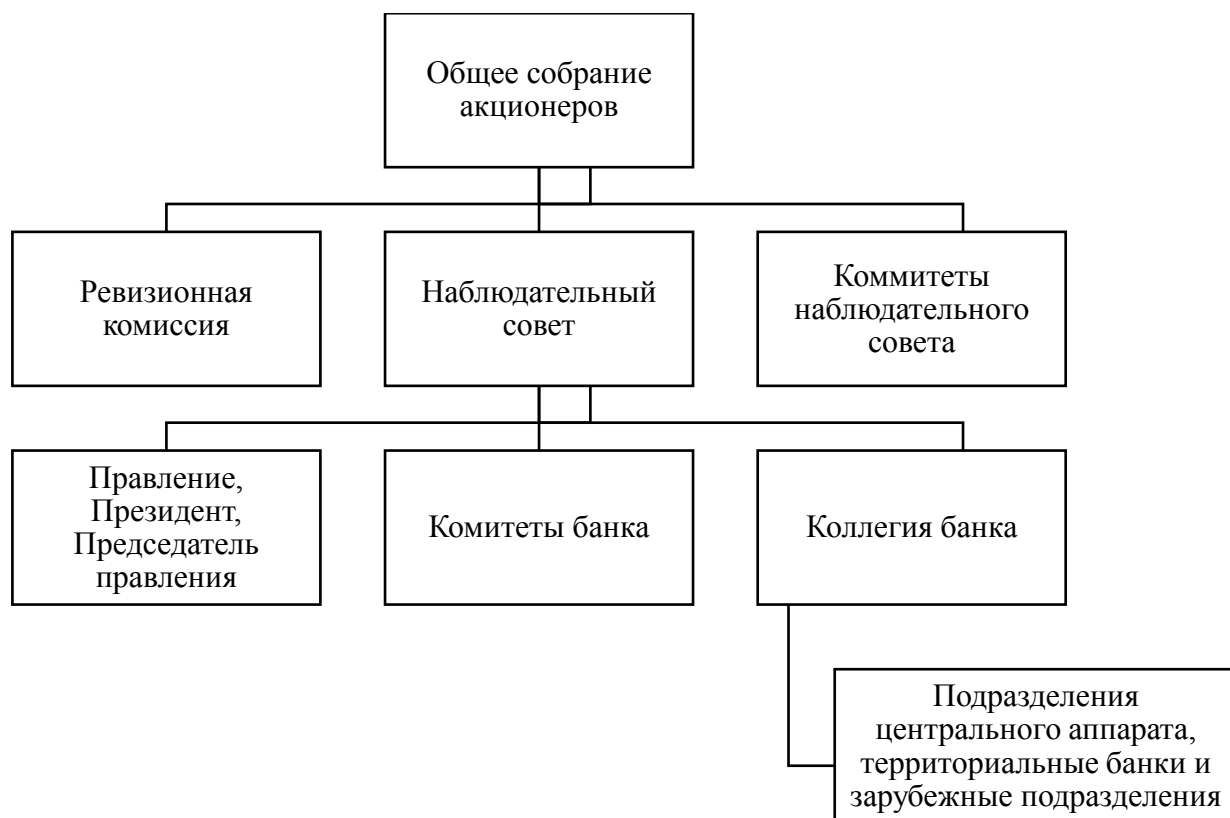 Общее собрание
акционеров
Ревизионная
комиссия
Наблюдательный
совет
Коммитеты
наблюдательного
совета
Правление,
Президент,
Председатель
правления
Комитеты банка
Коллегия банка
Подразделения
центрального аппарата,
территориальные банки и
зарубежные подразделения